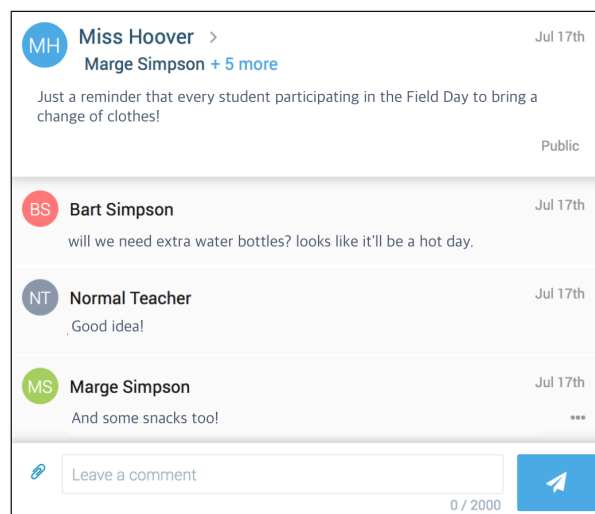 MH Miss Hoover > Jul 17th
Marge Simpson + 5 more
Just a reminder that every student participating in the Field Day to bring a
change of clothes!
Public
BS Bart Simpson Jul 17th
will we need extra water bottles? looks like it'll be a hot day.
NT Normal Teacher Jul 17th
Good idea!
MS Marge Simpson Jul 17th
And some snacks too!
Leave a comment
0 / 2000